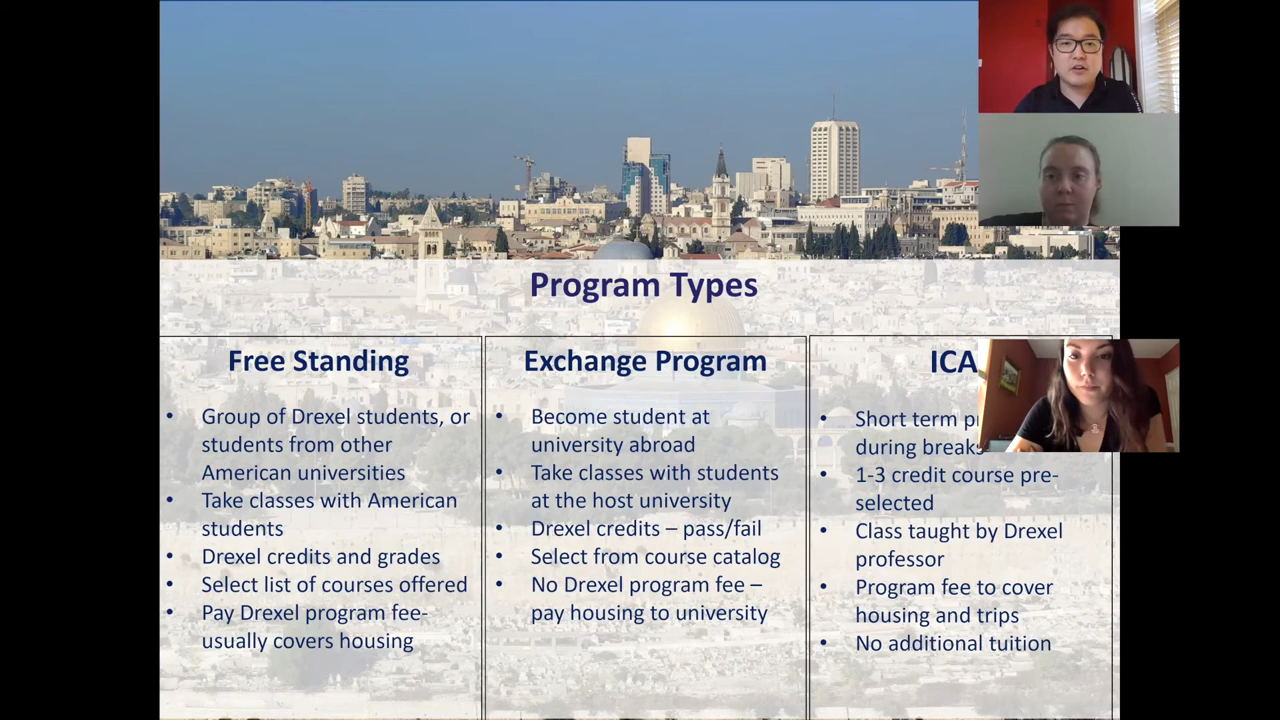 Program Types
Free Standing
• Group of Drexel students, or
students from other
American universities
• Take classes with American
students
• Drexel credits and grades
• Select list of courses offered
• Pay Drexel program fee-
usually covers housing
Exchange Program
• Become student at
university abroad
• Take classes with students
at the host university
• Drexel credits – pass/fail
• Select from course catalog
• No Drexel program fee –
pay housing to university
• Short term
during breaks
• 1-3 credit course pre-
selected
• Class taught by Drexel
professor
• Program fee to cover
housing and trips
• No additional tuition